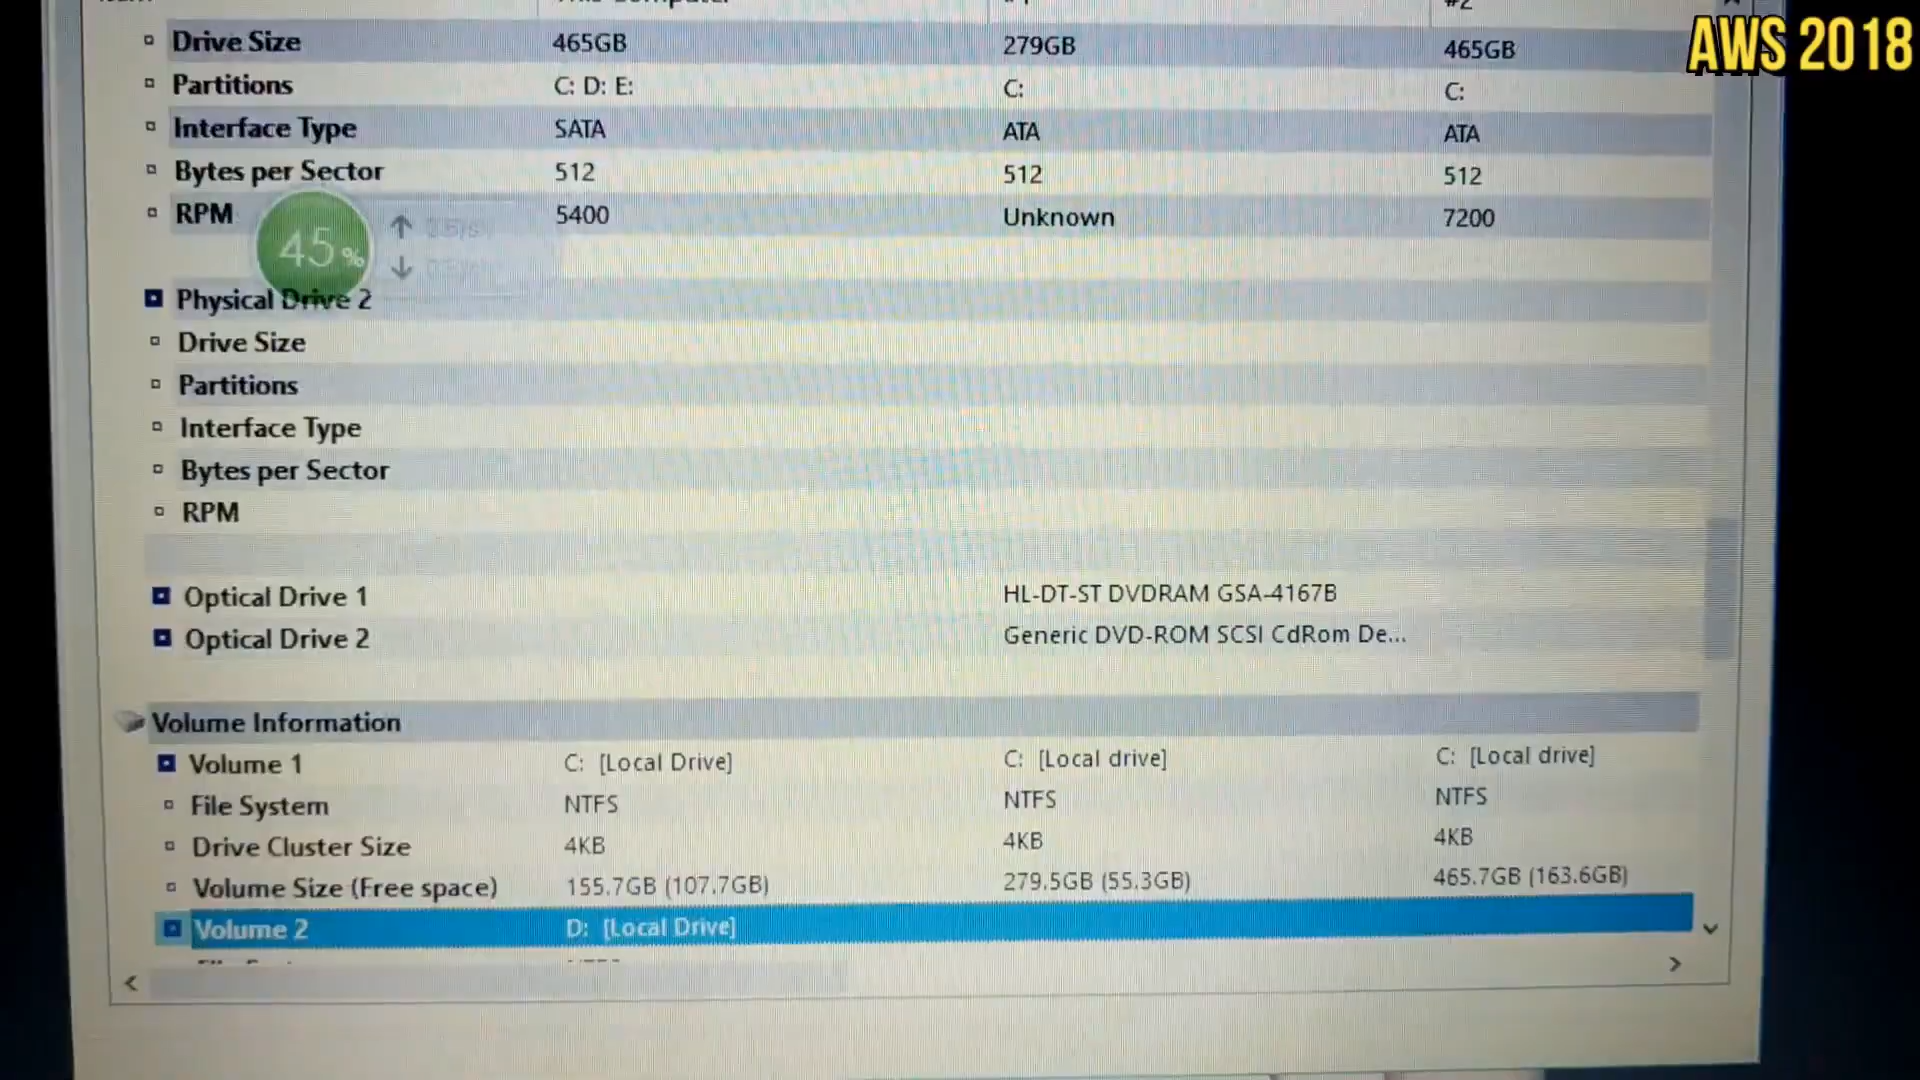 This Computer #1 #2
AWS 2018
Drive Size 465GB 279GB 465GB
Partitions C: D: E: C: C:
Interface Type SATA ATA ATA
Bytes per Sector 512 512 512
RPM 5400 Unknown 7200
45%
Physical Drive 2
Drive Size
Partitions
Interface Type
Bytes per Sector
RPM
Optical Drive 1 HL-DT-ST DVDRAM GSA-4167B
Optical Drive 2 Generic DVD-ROM SCSI CdRom De...
Volume Information
Volume 1 C: [Local Drive] C: [Local drive] C: [Local drive]
File System NTFS NTFS NTFS
Drive Cluster Size 4KB 4KB 4KB
Volume Size (Free space) 155.7GB (107.7GB) 279.5GB (55.3GB) 465.7GB (163.6GB)
Volume 2 D: [Local Drive]